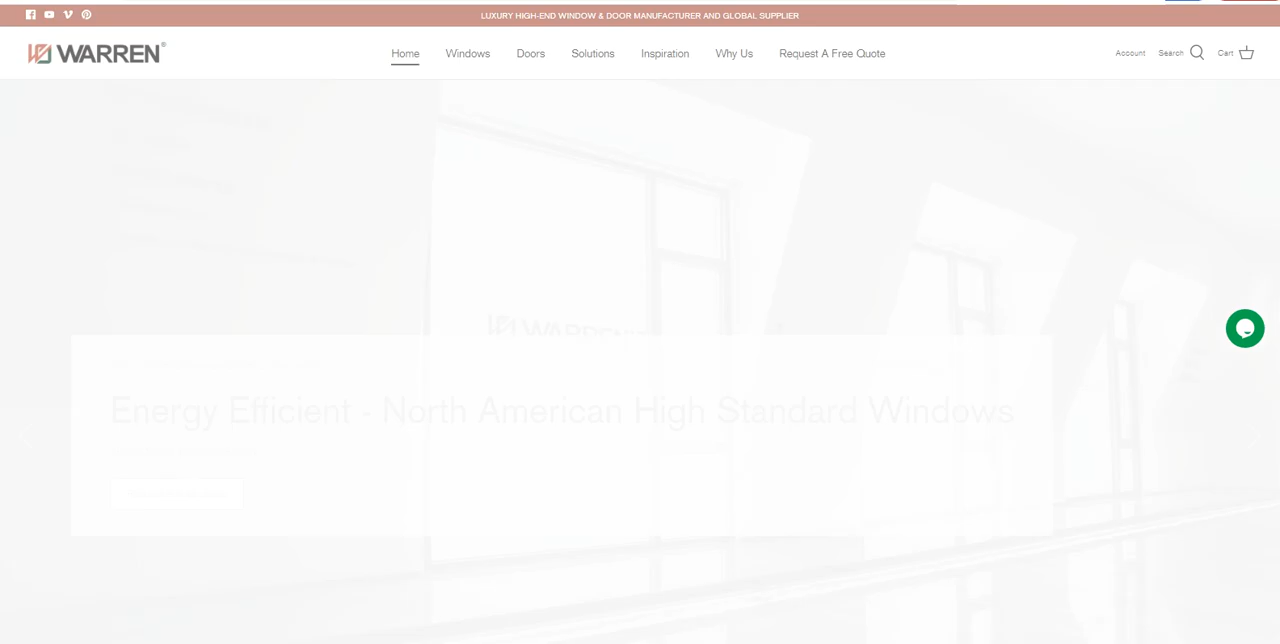 LUXURY HIGH-END WINDOW & DOOR MANUFACTURER AND GLOBAL SUPPLIER
WARREN®
Home Windows Doors Solutions Inspiration Why Us Request A Free Quote
Account Search Cart
WARREN
Energy Efficient - North American High Standard Windows